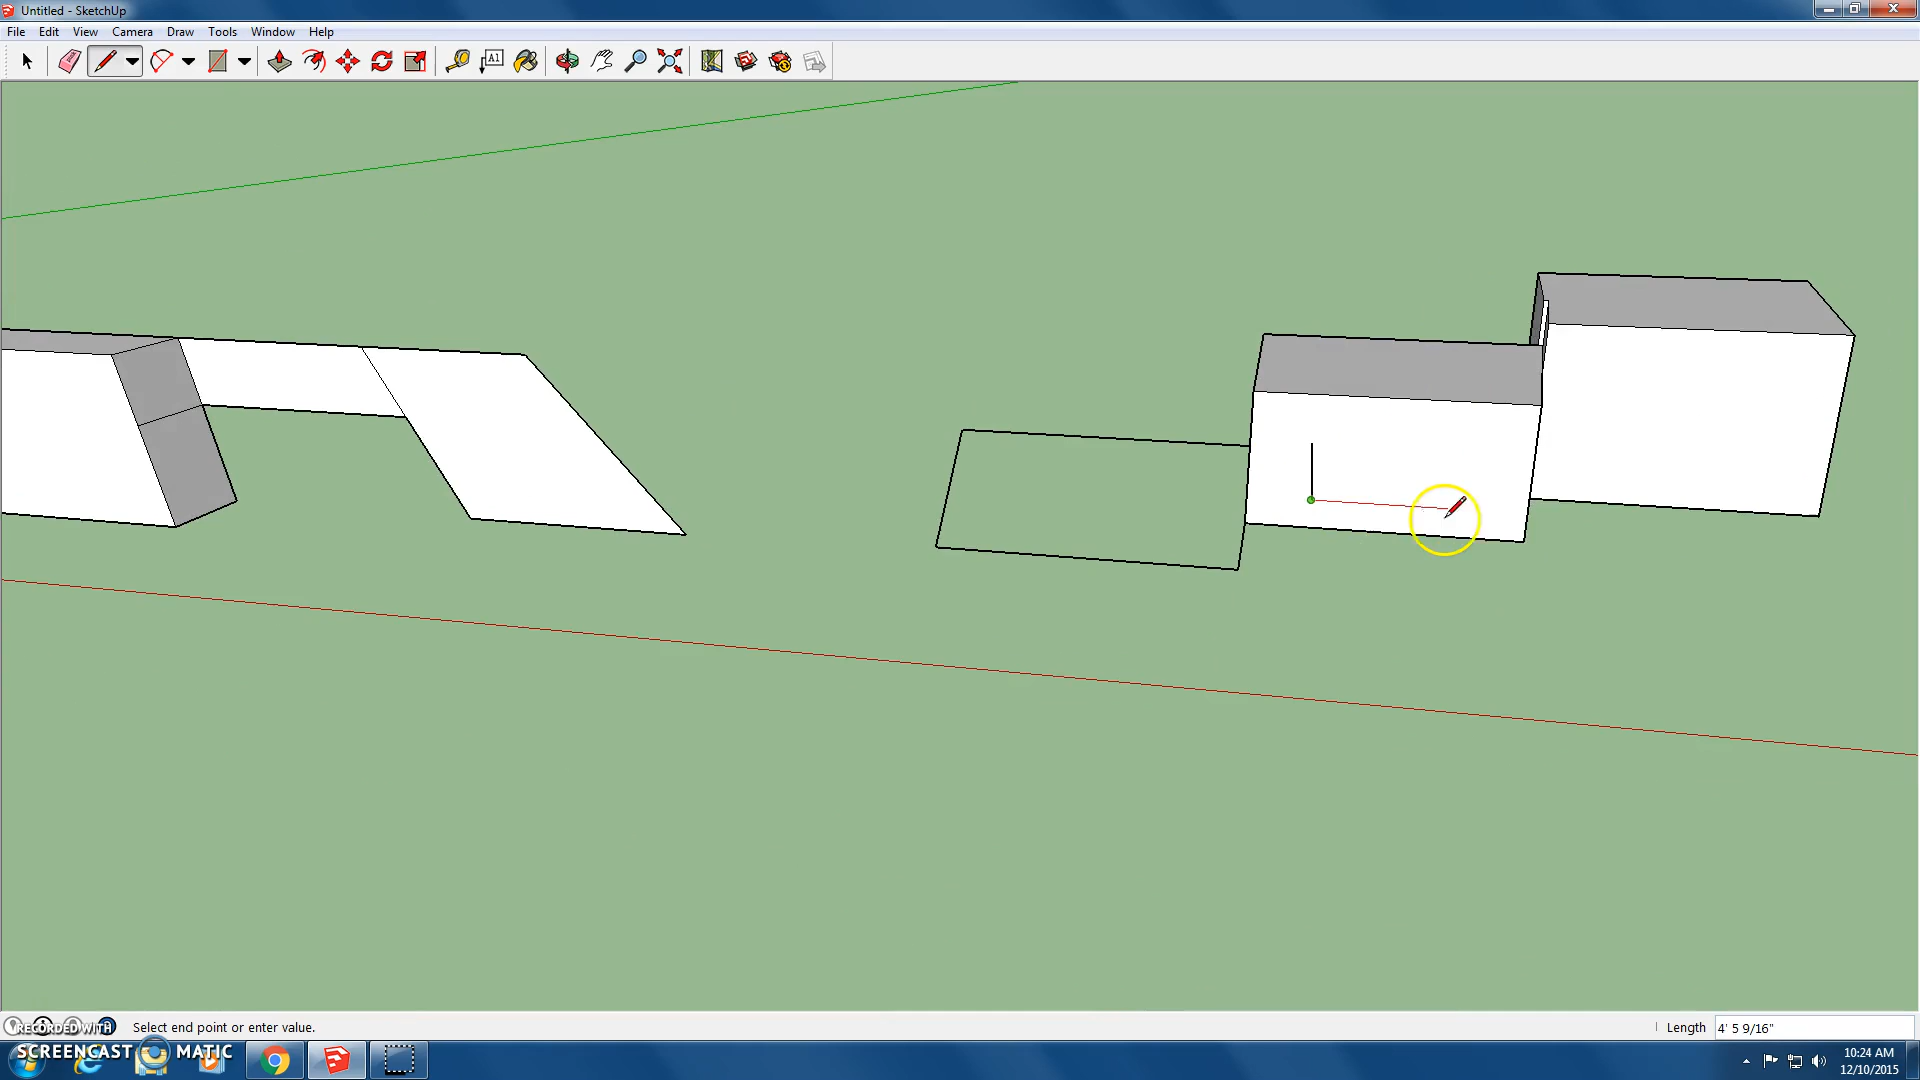 Untitled - SketchUp
File Edit View Camera Draw Tools Window Help
A1
Select end point or enter value.
Length 4' 5 9/16"
RECORDED WITH
SCREENCAST MATIC
10:24 AM
12/10/2015